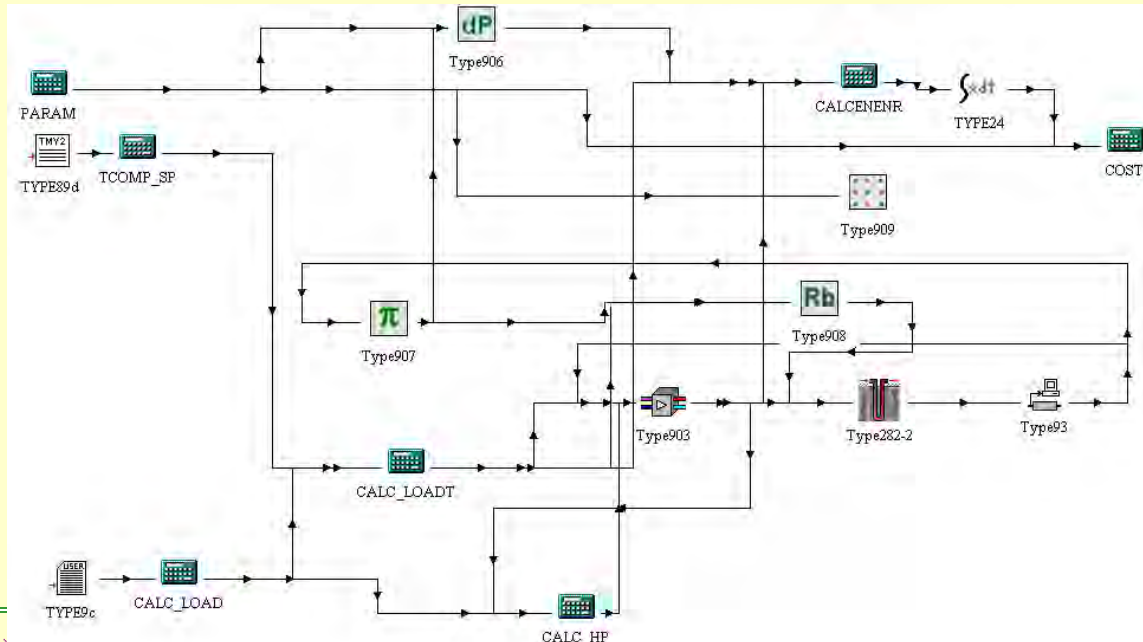 dP
Type906
PARAM
CALCENENR
∫xdt
TYPE24
TMY2
TYPE89d
TCOMP_SP
COST
Type909
π
Type907
Rb
Type908
Type903
Type282-2
Type93
CALC_LOADT
USER
TYPE9c
CALC_LOAD
CALC_HP